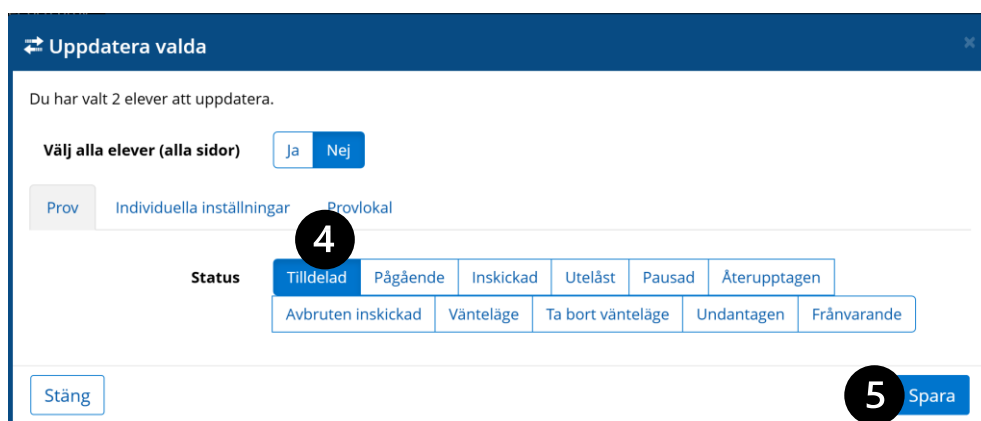 Uppdatera valda
Du har valt 2 elever att uppdatera.
Välj alla elever (alla sidor) Ja Nej
Prov Individuella inställningar Provlokal
4
Status Tilldelad Pågående Inskickad Utelåst Pausad Återupptagen
Avbruten inskickad Vänteläge Ta bort vänteläge Undantagen Frånvarande
Stäng 5 Spara